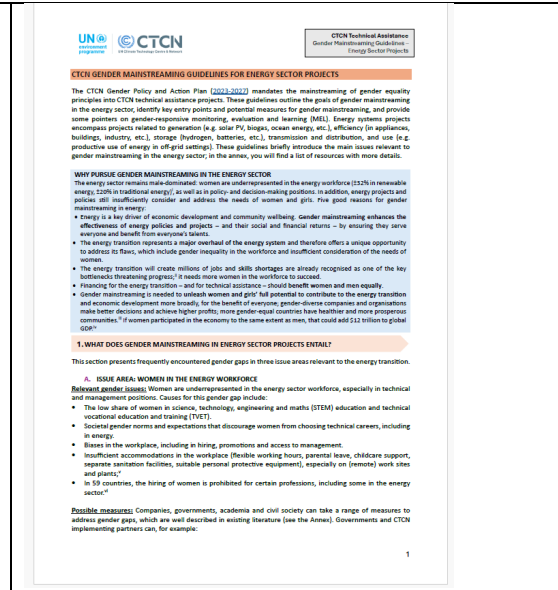 UN
environment
programme
CTCN
CTCN Technical Assistance
Gender Mainstreaming Guidelines –
Energy Sector Projects
CTCN GENDER MAINSTREAMING GUIDELINES FOR ENERGY SECTOR PROJECTS
The CTCN Gender Policy and Action Plan (2023-2027) mandates the mainstreaming of gender equality
principles into CTCN technical assistance projects. These guidelines outline the goals of gender mainstreaming
in the energy sector, identify key entry points and potential measures for gender mainstreaming, and provide
some pointers on gender-responsive monitoring, evaluation and learning (MEL). Energy systems projects
encompass projects related to generation (e.g. solar PV, biogas, ocean energy, etc.), efficiency (in appliances,
buildings, industry, etc.), storage (hydrogen, batteries, etc.), transmission and distribution, and use (e.g.
productive use of energy in off-grid settings). These guidelines briefly introduce the main issues relevant to
gender mainstreaming in the energy sector; in the annex, you will find a list of resources with more details.
WHY PURSUE GENDER MAINSTREAMING IN THE ENERGY SECTOR
The energy sector remains male-dominated: women are underrepresented in the energy workforce (±32% in renewable
energy, ±20% in traditional energy)ⁱ, as well as in policy- and decision-making positions. In addition, energy projects and
policies still insufficiently consider and address the needs of women and girls. Five good reasons for gender
mainstreaming in energy:
• Energy is a key driver of economic development and community wellbeing. Gender mainstreaming enhances the
effectiveness of energy policies and projects – and their social and financial returns – by ensuring they serve
everyone and benefit from everyone's talents.
• The energy transition represents a major overhaul of the energy system and therefore offers a unique opportunity
to address its flaws, which include gender inequality in the workforce and insufficient consideration of the needs of
women.
• The energy transition will create millions of jobs and skills shortages are already recognised as one of the key
bottlenecks threatening progress;ⁱⁱ it needs more women in the workforce to succeed.
• Financing for the energy transition – and for technical assistance – should benefit women and men equally.
• Gender mainstreaming is needed to unleash women and girls' full potential to contribute to the energy transition
and economic development more broadly, for the benefit of everyone; gender-diverse companies and organisations
make better decisions and achieve higher profits; more gender-equal countries have healthier and more prosperous
communities.ⁱⁱⁱ If women participated in the economy to the same extent as men, that could add $12 trillion to global
GDP.ⁱᵛ
1. WHAT DOES GENDER MAINSTREAMING IN ENERGY SECTOR PROJECTS ENTAIL?
This section presents frequently encountered gender gaps in three issue areas relevant to the energy transition.
A. ISSUE AREA: WOMEN IN THE ENERGY WORKFORCE
Relevant gender issues: Women are underrepresented in the energy sector workforce, especially in technical
and management positions. Causes for this gender gap include:
• The low share of women in science, technology, engineering and maths (STEM) education and technical
vocational education and training (TVET).
• Societal gender norms and expectations that discourage women from choosing technical careers, including
in energy.
• Biases in the workplace, including in hiring, promotions and access to management.
• Insufficient accommodations in the workplace (flexible working hours, parental leave, childcare support,
separate sanitation facilities, suitable personal protective equipment), especially on (remote) work sites
and plants;ᵛ
• In 59 countries, the hiring of women is prohibited for certain professions, including some in the energy
sector.ᵛⁱ
Possible measures: Companies, governments, academia and civil society can take a range of measures to
address gender gaps, which are well described in existing literature (see the Annex). Governments and CTCN
implementing partners can, for example:
1